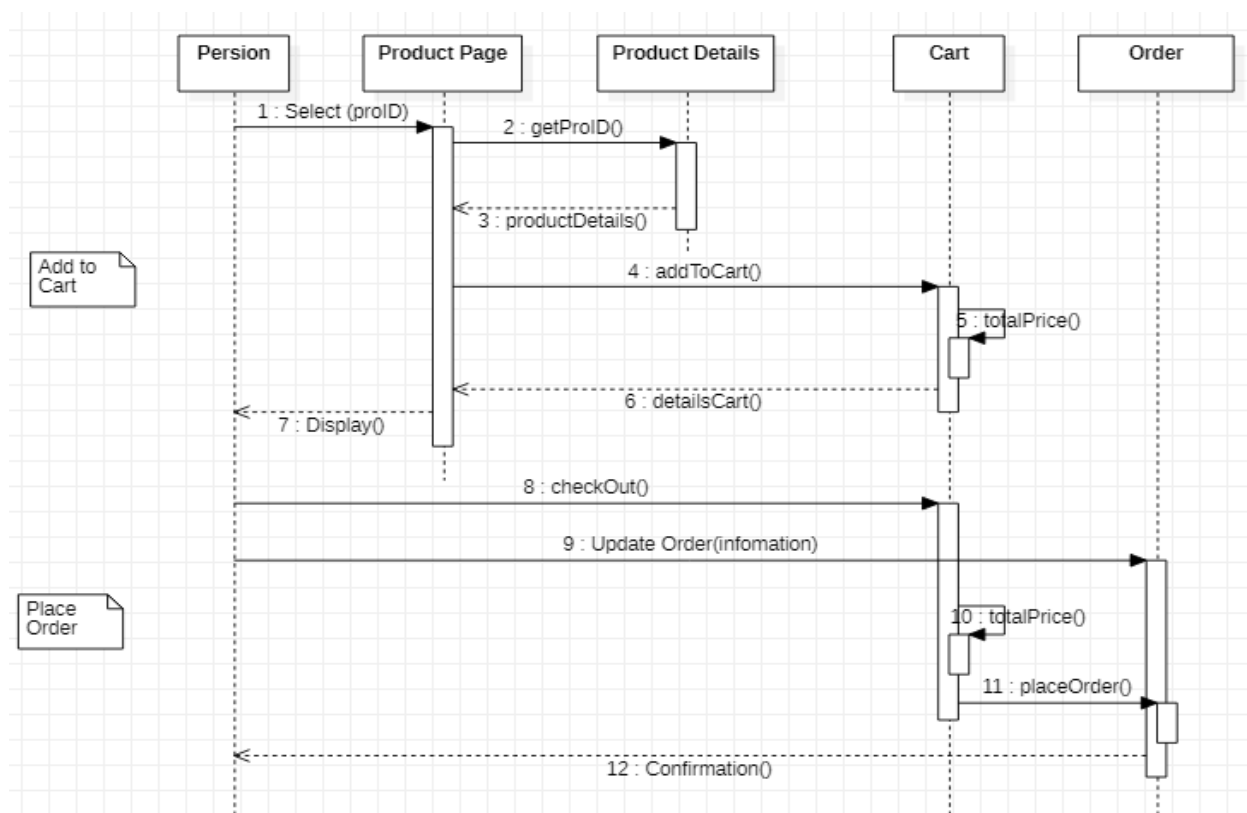 Persion
Product Page
Product Details
Cart
Order
1 : Select (proID)
2 : getProID()
3 : productDetails()
Add to
Cart
4 : addToCart()
5 : totalPrice()
6 : detailsCart()
7 : Display()
8 : checkOut()
9 : Update Order(infomation)
Place
Order
10 : totalPrice()
11 : placeOrder()
12 : Confirmation()